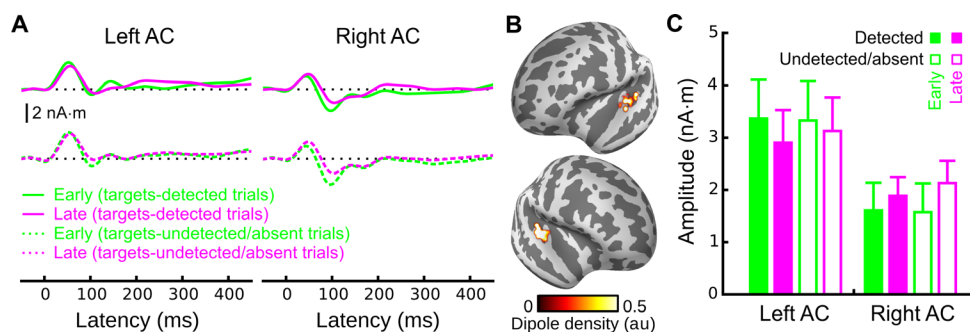 A
Left AC
Right AC
2 nA·m
Early (targets-detected trials)
Late (targets-detected trials)
Early (targets-undetected/absent trials)
Late (targets-undetected/absent trials)
0 100 200 300 400
0 100 200 300 400
Latency (ms)
Latency (ms)
B
0 0.5
Dipole density (au)
C
Detected
Undetected/absent
Early
Late
Amplitude (nA·m)
5
4
3
2
1
0
Left AC
Right AC